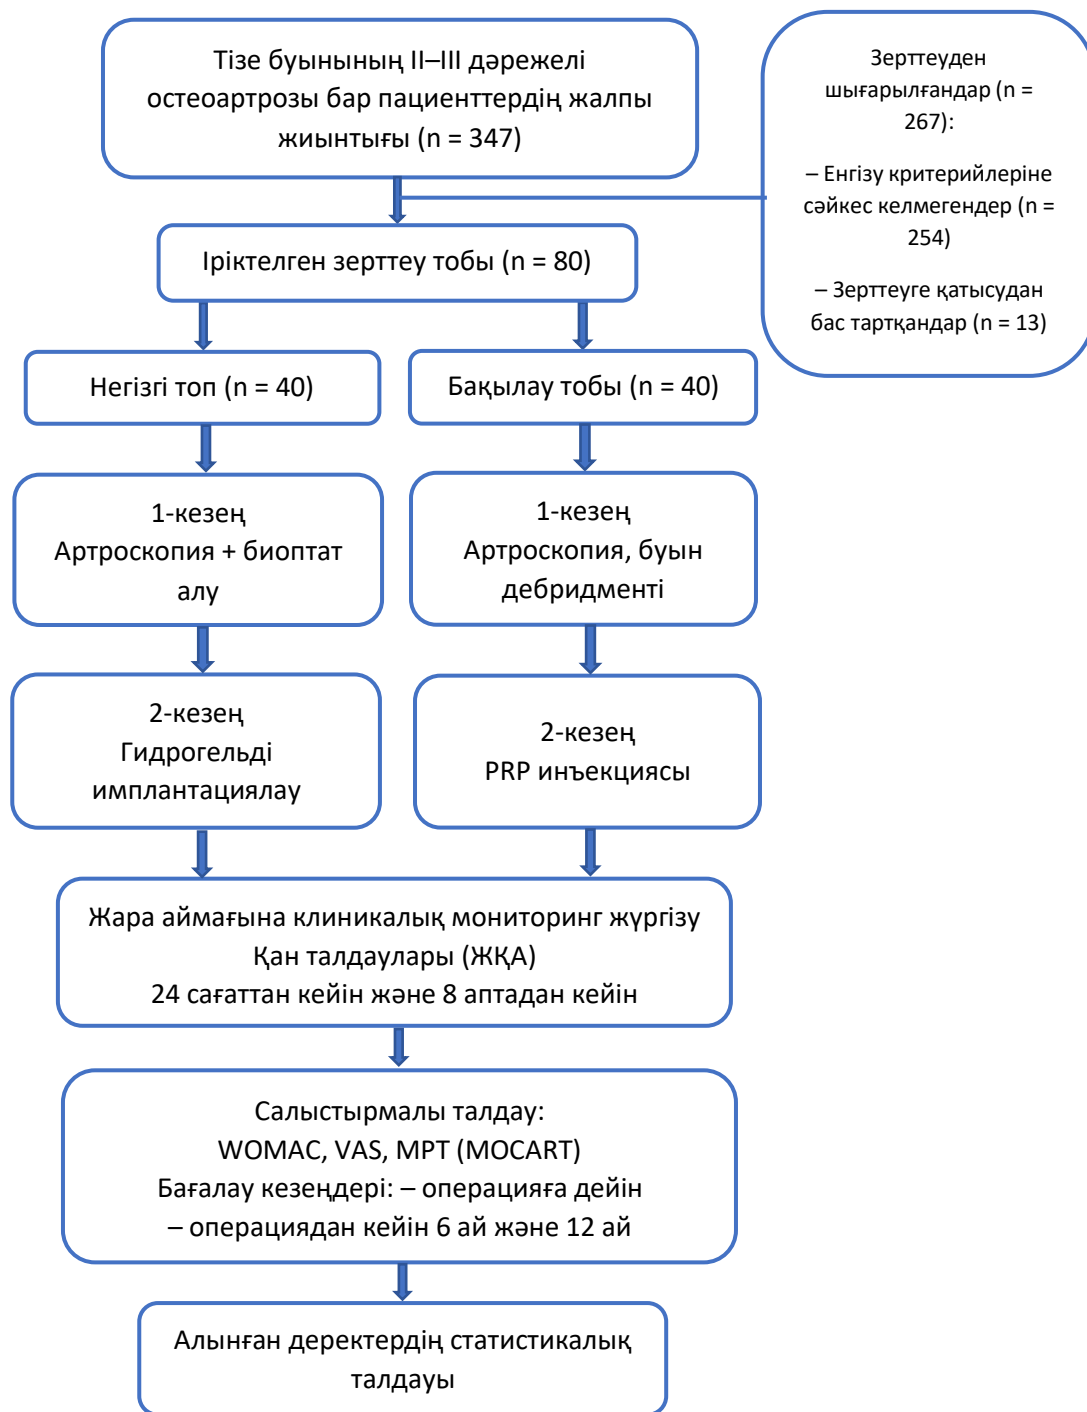 Тізе буынының II–III дәрежелі
остеоартрозы бар пациенттердің жалпы
жиынтығы (n = 347)
Зерттеуден
шығарылғандар (n =
267):
– Енгізу критерийлеріне
сәйкес келмегендер (n =
254)
– Зерттеуге қатысудан
бас тартқандар (n = 13)
Іріктелген зерттеу тобы (n = 80)
Негізгі топ (n = 40)
Бақылау тобы (n = 40)
1-кезең
Артроскопия + биоптат
алу
1-кезең
Артроскопия, буын
дебридменті
2-кезең
Гидрогельді
имплантациялау
2-кезең
PRP инъекциясы
Жара аймағына клиникалық мониторинг жүргізу
Қан талдаулары (ЖҚА)
24 сағаттан кейін және 8 аптадан кейін
Салыстырмалы талдау:
WOMAC, VAS, МРТ (MOCART)
Бағалау кезеңдері: – операцияға дейін
– операциядан кейін 6 ай және 12 ай
Алынған деректердің статистикалық
талдауы